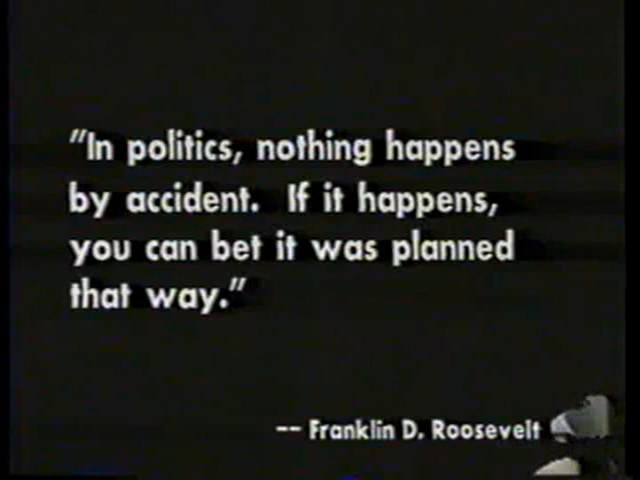 "In politics, nothing happens
by accident.  If it happens,
you can bet it was planned
that way."
-- Franklin D. Roosevelt